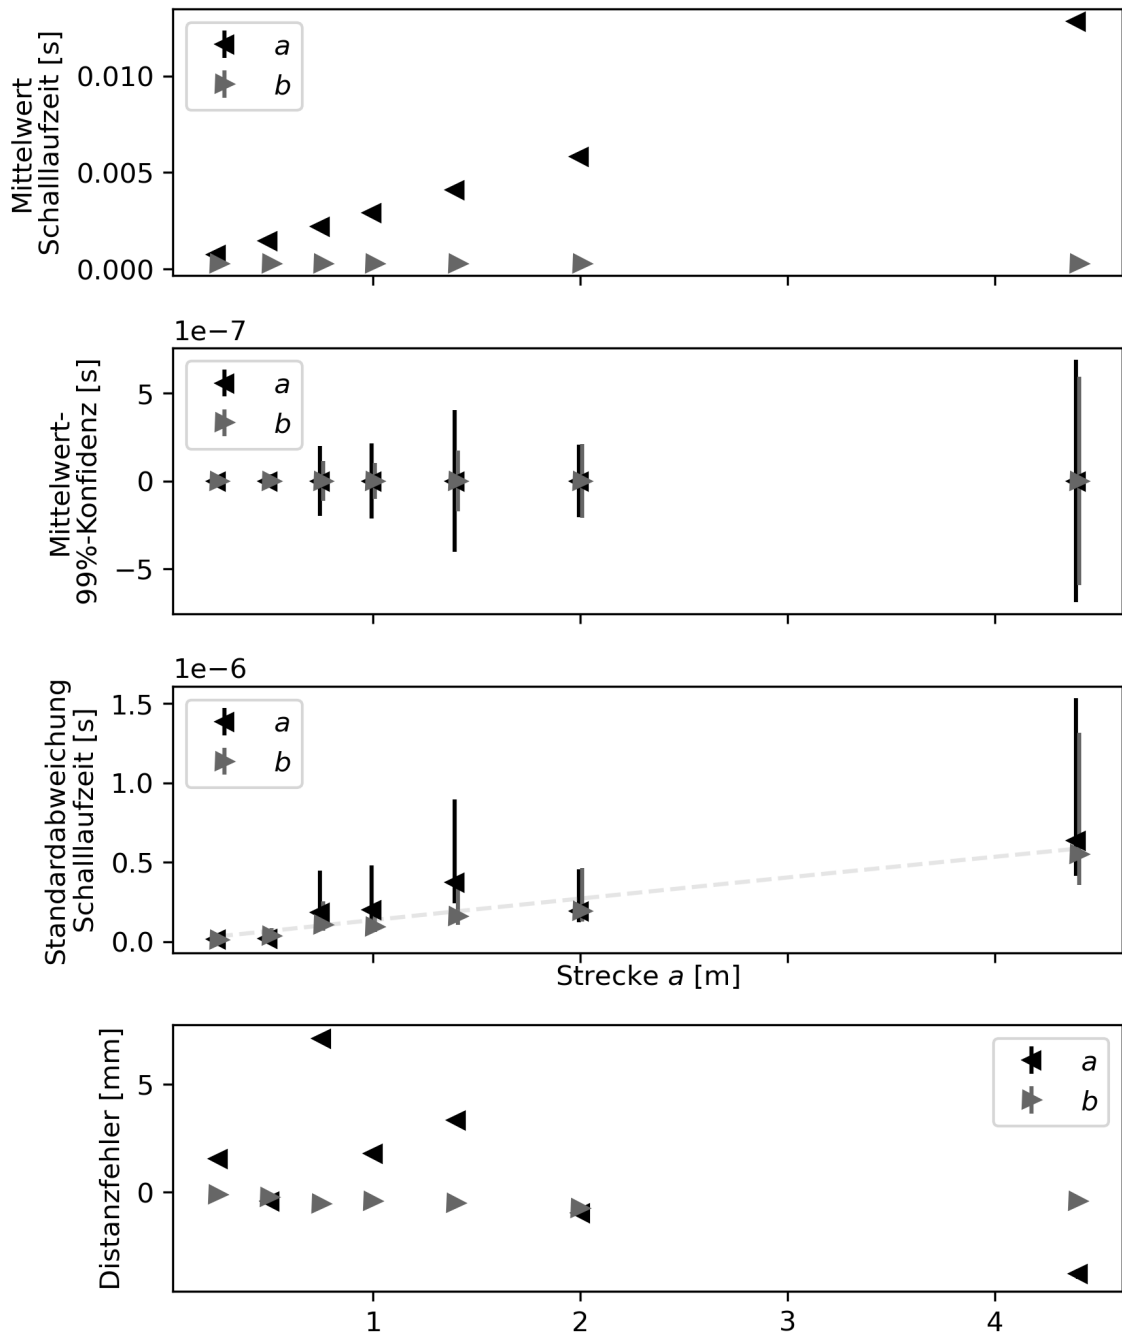 Mittelwert
Schalllaufzeit [s]
0.010
0.005
0.000
a
b
1e−7
Mittelwert-
99%-Konfidenz [s]
5
0
−5
a
b
1e−6
Standardabweichung
Schalllaufzeit [s]
1.5
1.0
0.5
0.0
a
b
Strecke a [m]
Distanzfehler [mm]
5
0
a
b
1
2
3
4